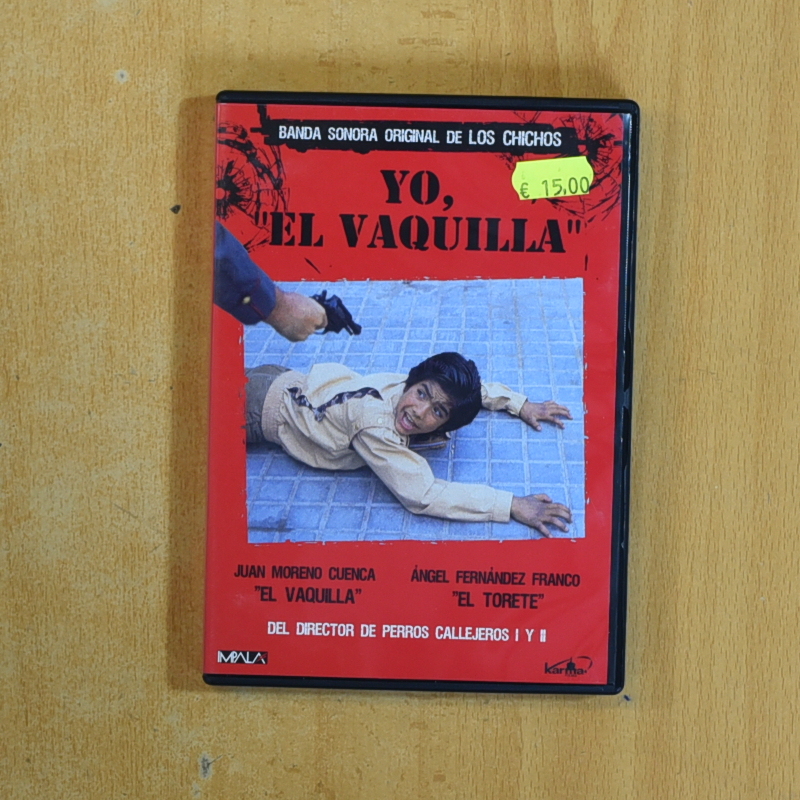 BANDA SONORA ORIGINAL DE LOS CHICHOS
€ 15,00
YO,
"EL VAQUILLA"
JUAN MORENO CUENCA
"EL VAQUILLA"
ÁNGEL FERNÁNDEZ FRANCO
"EL TORETE"
DEL DIRECTOR DE PERROS CALLEJEROS I Y II
IMPALA
karma